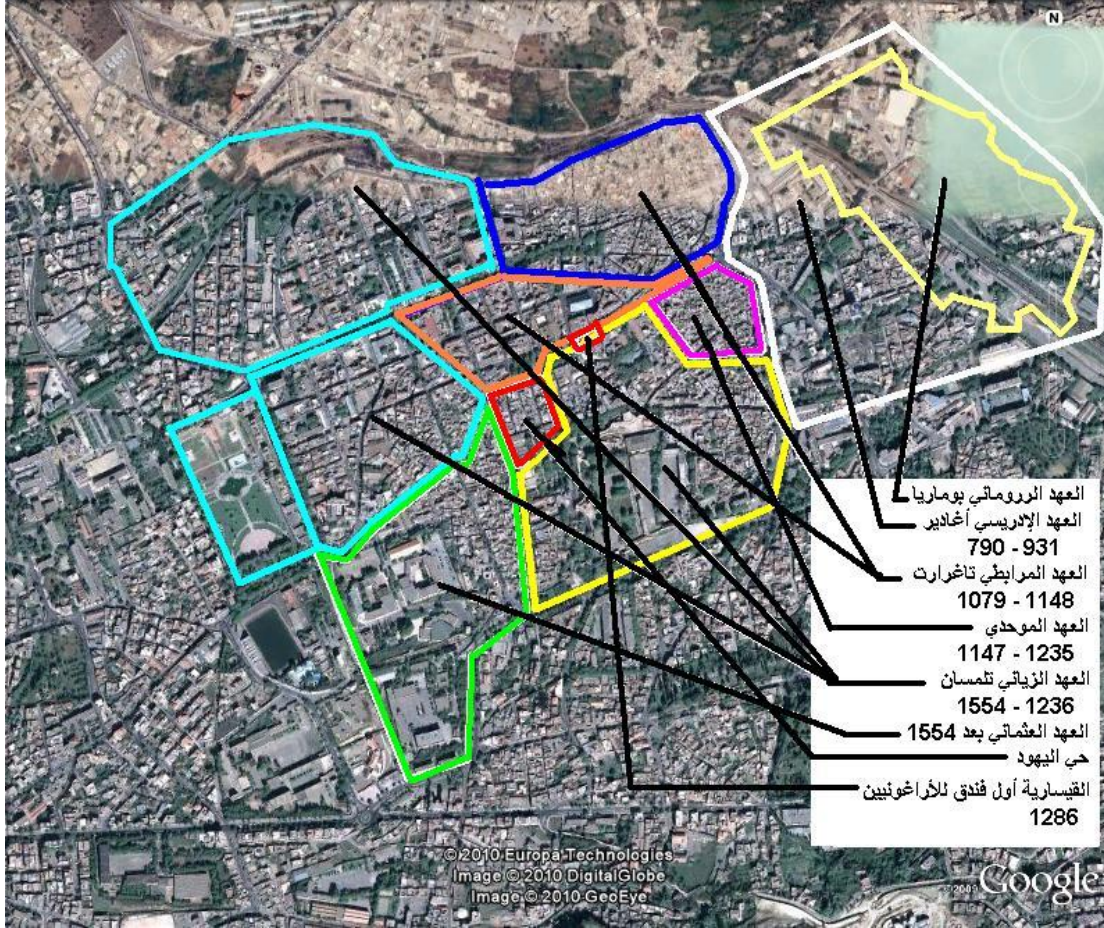 N
العهد الرروماني بوماريا
العهد الإدريسي أغادير
790 - 931
العهد المرابطي تاغرارت
1079 - 1148
العهد الموحدي
1147 - 1235
العهد الزياني تلمسان
1554 - 1236
العهد العثماني بعد 1554
حي اليهود
القيسارية أول فندق للأراغونيين
1286
© 2010 Europa Technologies
Image © 2010 DigitalGlobe
Image © 2010 GeoEye
©2009 Google